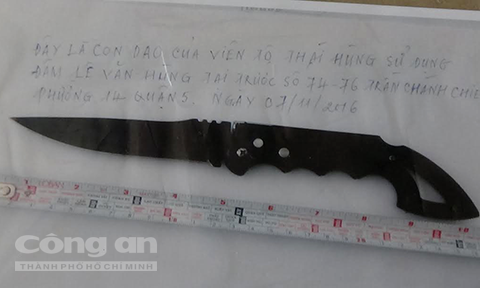 ĐÂY LÀ CON DAO CỦA VIÊN TÔ THÁI HÙNG SỬ DỤNG
ĐÂM LÊ VĂN HÙNG TẠI TRƯỚC SỐ 74-76 TRẦN CHÁNH CHIẾ
PHƯỜNG 14 QUẬN 5. NGÀY 07/11/2016
Công an
THÀNH PHỐ HỒ CHÍ MINH